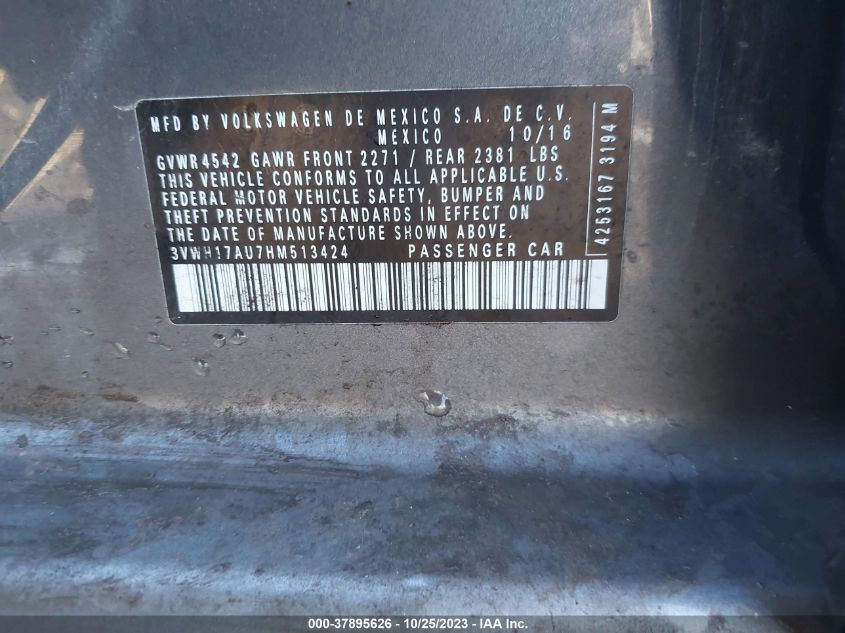 MFD BY VOLKSWAGEN DE MEXICO S.A. DE C.V.
MEXICO 10/16
GVWR4542 GAWR FRONT 2271 / REAR 2381 LBS
THIS VEHICLE CONFORMS TO ALL APPLICABLE U.S.
FEDERAL MOTOR VEHICLE SAFETY, BUMPER AND
THEFT PREVENTION STANDARDS IN EFFECT ON
THE DATE OF MANUFACTURE SHOWN ABOVE.
3VWH17AU7HM513424 PASSENGER CAR
4253167 3194 M
000-37895626 - 10/25/2023 - IAA Inc.